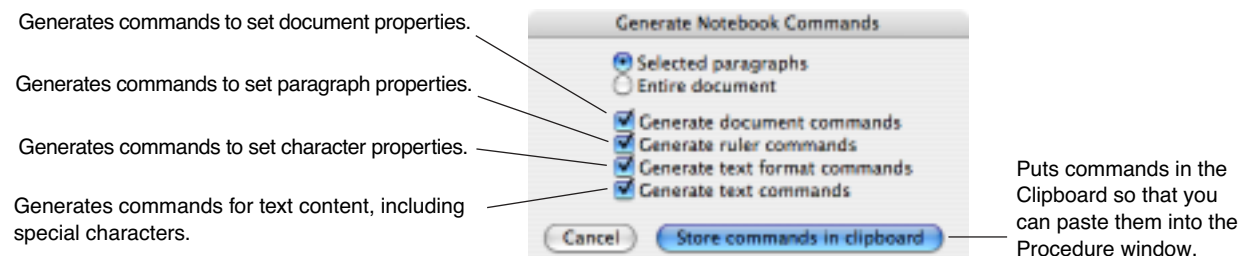 Generates commands to set document properties.
Generates commands to set paragraph properties.
Generates commands to set character properties.
Generates commands for text content, including
special characters.
Generate Notebook Commands
Selected paragraphs
Entire document
Generate document commands
Generate ruler commands
Generate text format commands
Generate text commands
Cancel
Store commands in clipboard
Puts commands in the
Clipboard so that you
can paste them into the
Procedure window.